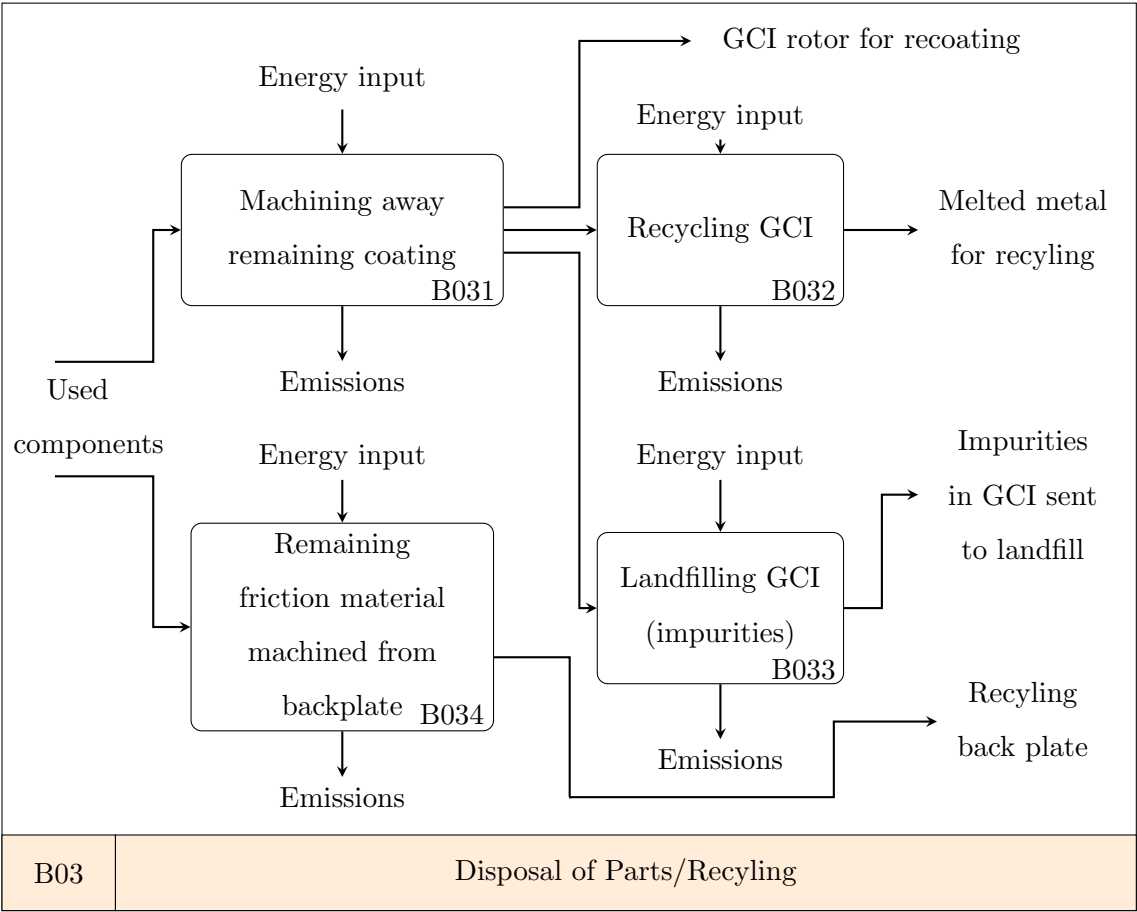 GCI rotor for recoating
Energy input
Energy input
Machining away
remaining coating
B031
Recycling GCI
B032
Melted metal
for recyling
Emissions
Emissions
Used
components
Energy input
Energy input
Impurities
in GCI sent
to landfill
Remaining
friction material
machined from
backplate
B034
Landfilling GCI
(impurities)
B033
Recyling
back plate
Emissions
Emissions
B03
Disposal of Parts/Recyling